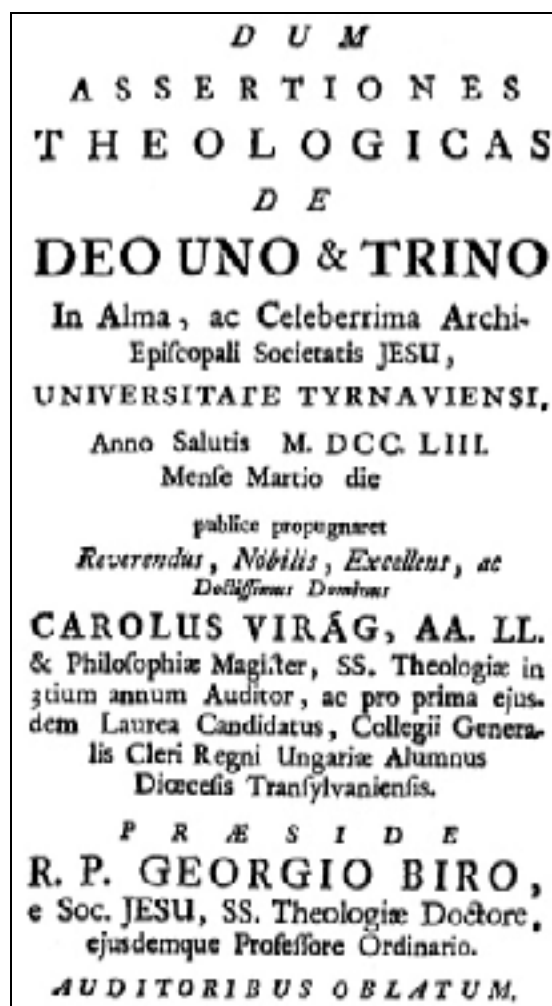 DUM
ASSERTIONES
THEOLOGICAS
DE
DEO UNO & TRINO
In Alma, ac Celeberrima Archi-
Epiſcopali Societatis JESU,
UNIVERSITATE TYRNAVIENSI,
Anno Salutis M. DCC. LIII.
Menſe Martio die
publice propugnaret
Reverendus, Nobilis, Excellens, ac
Doctiſſimus Dominus
CAROLUS VIRÁG, AA. LL.
& Philoſophiæ Magiſter, SS. Theologiæ in
3tium annum Auditor, ac pro prima ejus-
dem Laurea Candidatus, Collegii Genera-
lis Cleri Regni Ungariæ Alumnus
Diœceſis Tranſylvanienſis.
PRÆSIDE
R. P. GEORGIO BIRO,
e Soc. JESU, SS. Theologiæ Doctore,
ejusdemque Profeſſore Ordinario.
AUDITORIBUS OBLATUM.